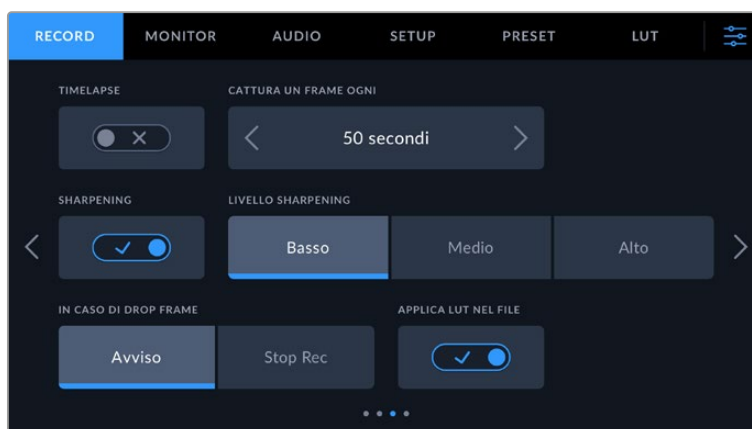 RECORD MONITOR AUDIO SETUP PRESET LUT
TIMELAPSE CATTURA UN FRAME OGNI
50 secondi
SHARPENING LIVELLO SHARPENING
Basso Medio Alto
IN CASO DI DROP FRAME APPLICA LUT NEL FILE
Avviso Stop Rec